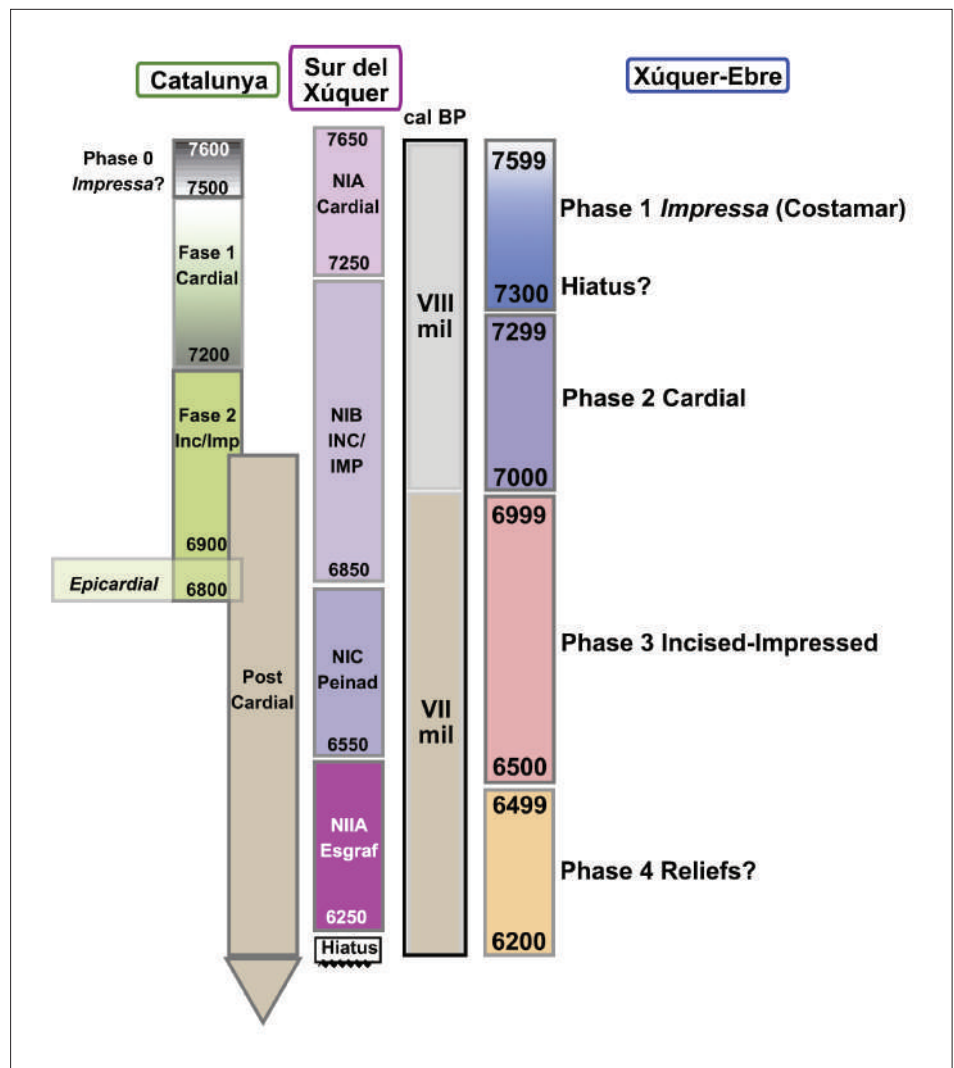 Catalunya
Phase 0
Impressa?
7600
7500
Fase 1
Cardial
7200
Fase 2
Inc/Imp
6900
Epicardial
6800
Post
Cardial
Sur del
Xúquer
7650
NIA
Cardial
7250
NIB
INC/
IMP
6850
NIC
Peinad
6550
NIIA
Esgraf
6250
Hiatus
cal BP
VIII
mil
VII
mil
Xúquer-Ebre
7599
Phase 1 Impressa (Costamar)
7300
Hiatus?
7299
Phase 2 Cardial
7000
6999
Phase 3 Incised-Impressed
6500
6499
Phase 4 Reliefs?
6200